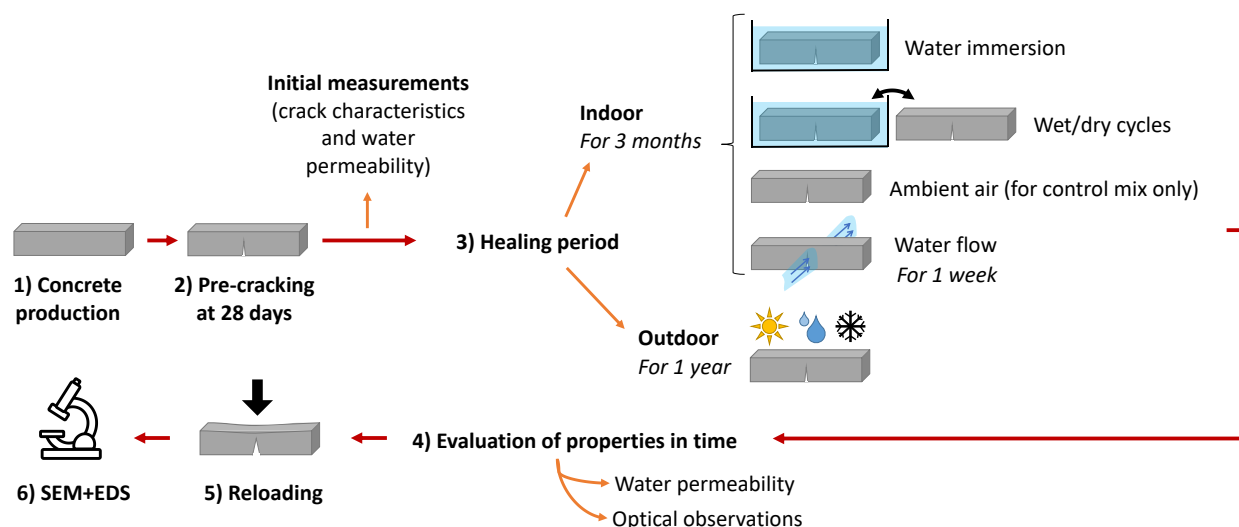 Initial measurements
(crack characteristics
and water
permeability)
Indoor
For 3 months
Water immersion
Wet/dry cycles
Ambient air (for control mix only)
Water flow
For 1 week
1) Concrete
production
2) Pre-cracking
at 28 days
3) Healing period
Outdoor
For 1 year
4) Evaluation of properties in time
Water permeability
Optical observations
5) Reloading
6) SEM+EDS